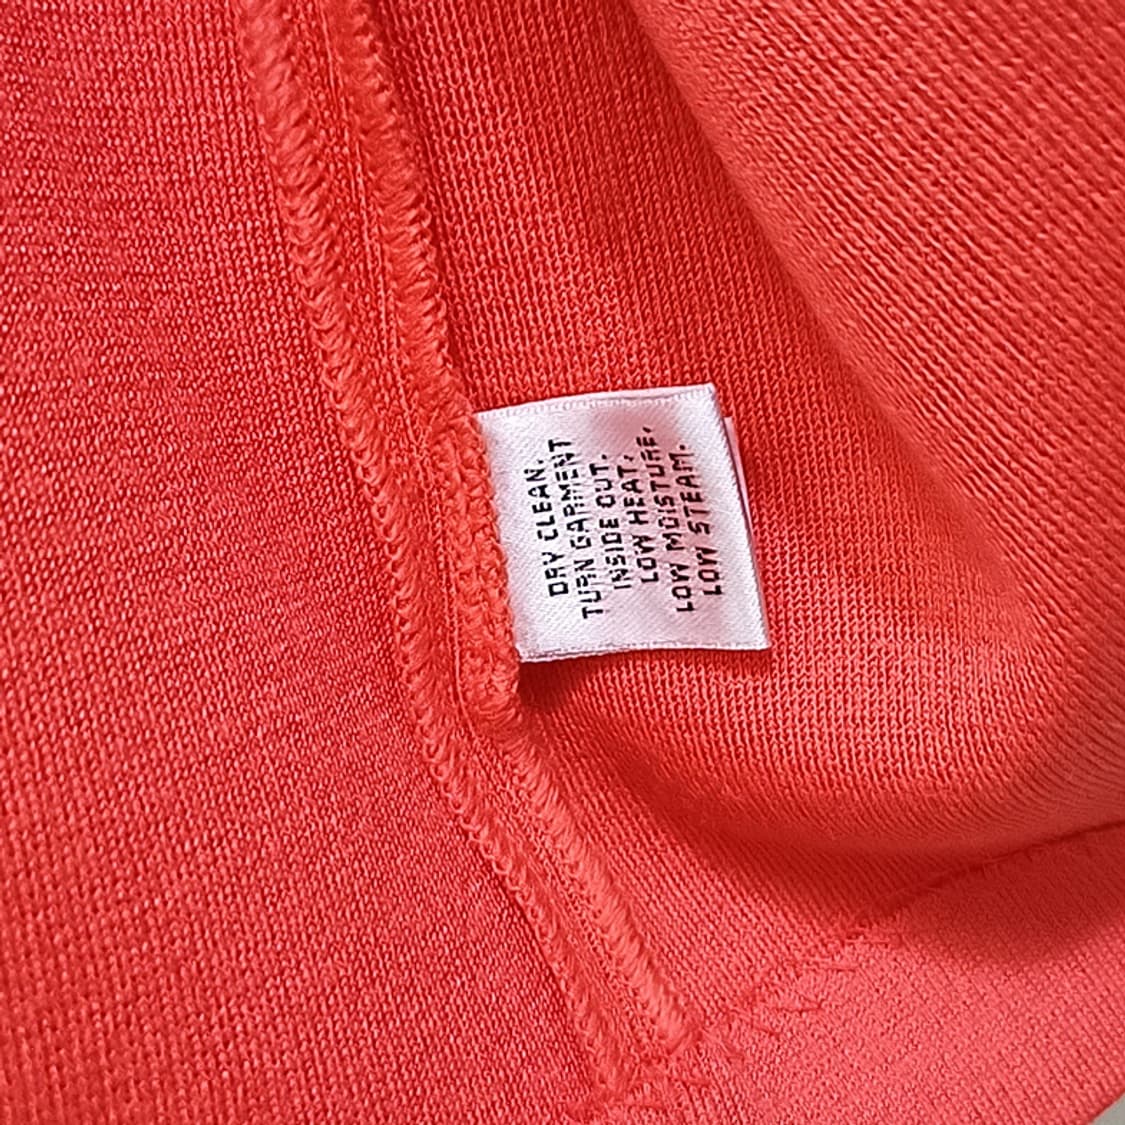 DRY CLEAN.
TURN GARMENT
INSIDE OUT.
LOW HEAT.
LOW MOISTURE.
LOW STEAM.